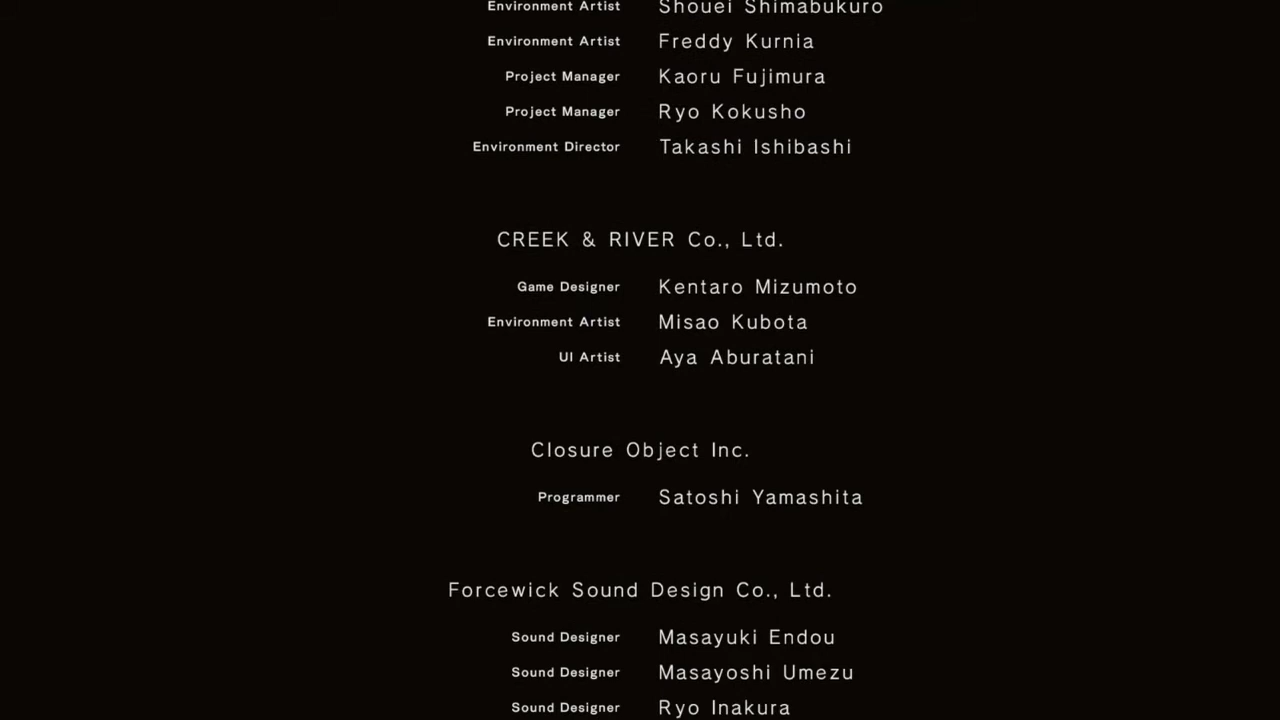 Environment Artist Shouei Shimabukuro
Environment Artist Freddy Kurnia
Project Manager Kaoru Fujimura
Project Manager Ryo Kokusho
Environment Director Takashi Ishibashi
CREEK & RIVER Co., Ltd.
Game Designer Kentaro Mizumoto
Environment Artist Misao Kubota
UI Artist Aya Aburatani
Closure Object Inc.
Programmer Satoshi Yamashita
Forcewick Sound Design Co., Ltd.
Sound Designer Masayuki Endou
Sound Designer Masayoshi Umezu
Sound Designer Ryo Inakura